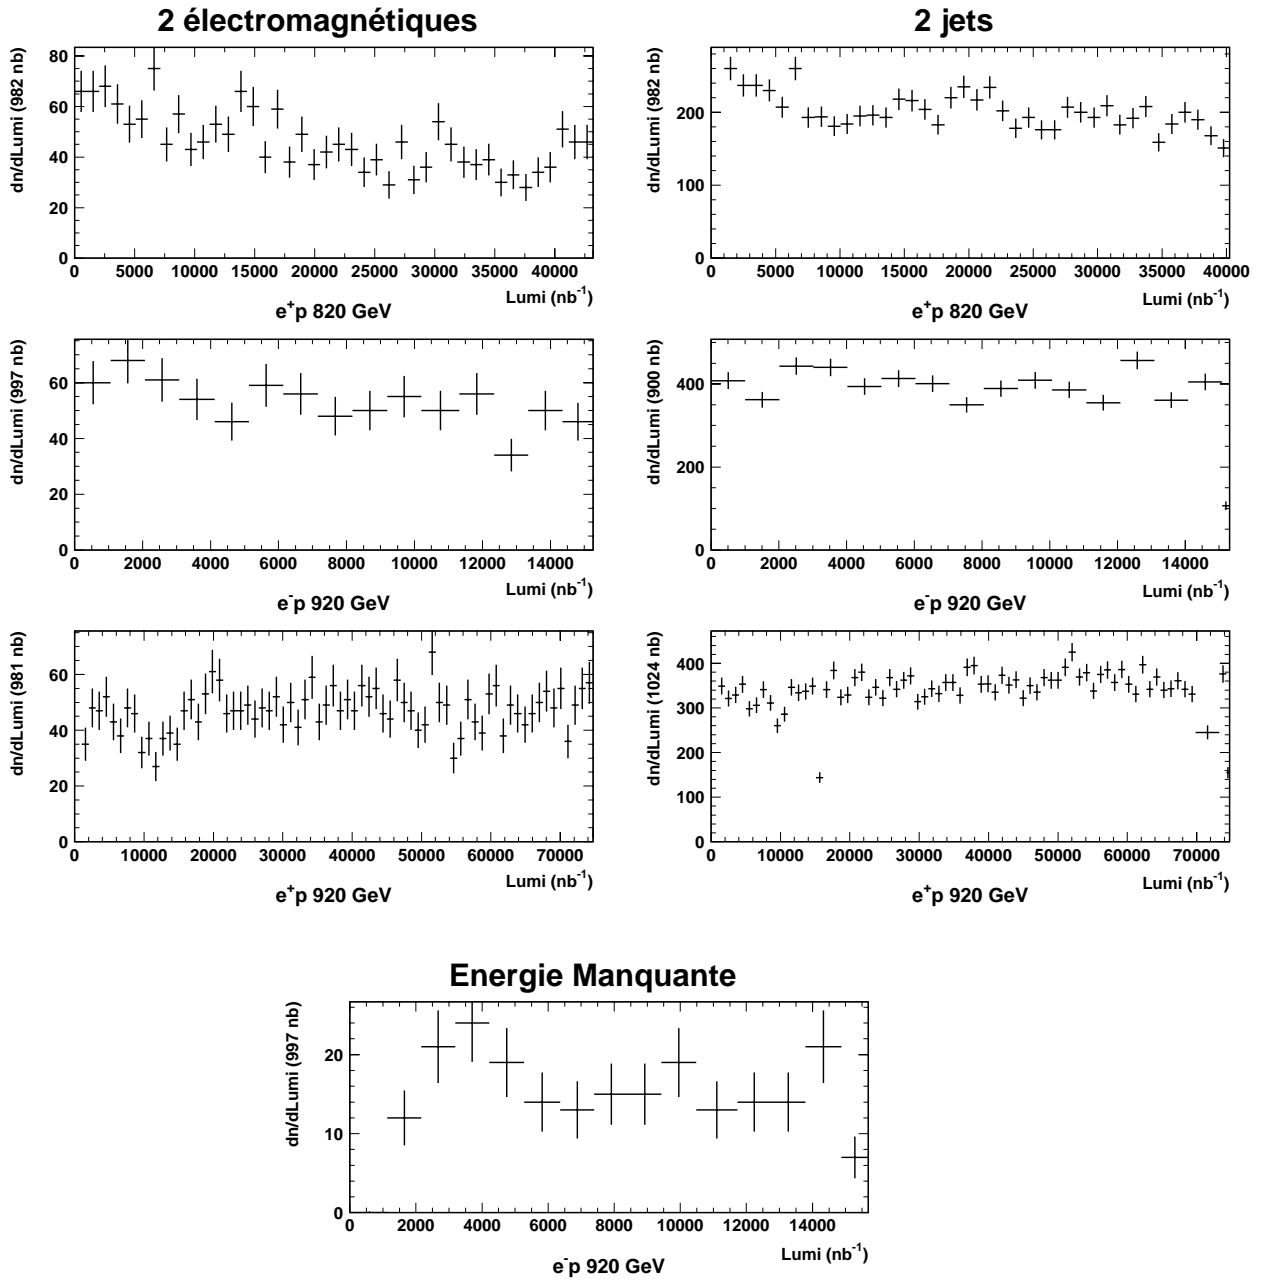 2 électromagnétiques
2 jets
dn/dLumi (982 nb)
80
60
40
20
0
0 5000 10000 15000 20000 25000 30000 35000 40000
Lumi (nb-1)
e+p 820 GeV
dn/dLumi (982 nb)
200
100
0
0 5000 10000 15000 20000 25000 30000 35000 40000
Lumi (nb-1)
e+p 820 GeV
dn/dLumi (997 nb)
60
40
20
0
0 2000 4000 6000 8000 10000 12000 14000
Lumi (nb-1)
e-p 920 GeV
dn/dLumi (900 nb)
400
200
0
0 2000 4000 6000 8000 10000 12000 14000
Lumi (nb-1)
e-p 920 GeV
dn/dLumi (981 nb)
60
40
20
0
0 10000 20000 30000 40000 50000 60000 70000
Lumi (nb-1)
e+p 920 GeV
dn/dLumi (1024 nb)
400
300
200
100
0
0 10000 20000 30000 40000 50000 60000 70000
Lumi (nb-1)
e+p 920 GeV
Energie Manquante
dn/dLumi (997 nb)
20
10
0
0 2000 4000 6000 8000 10000 12000 14000
Lumi (nb-1)
e-p 920 GeV